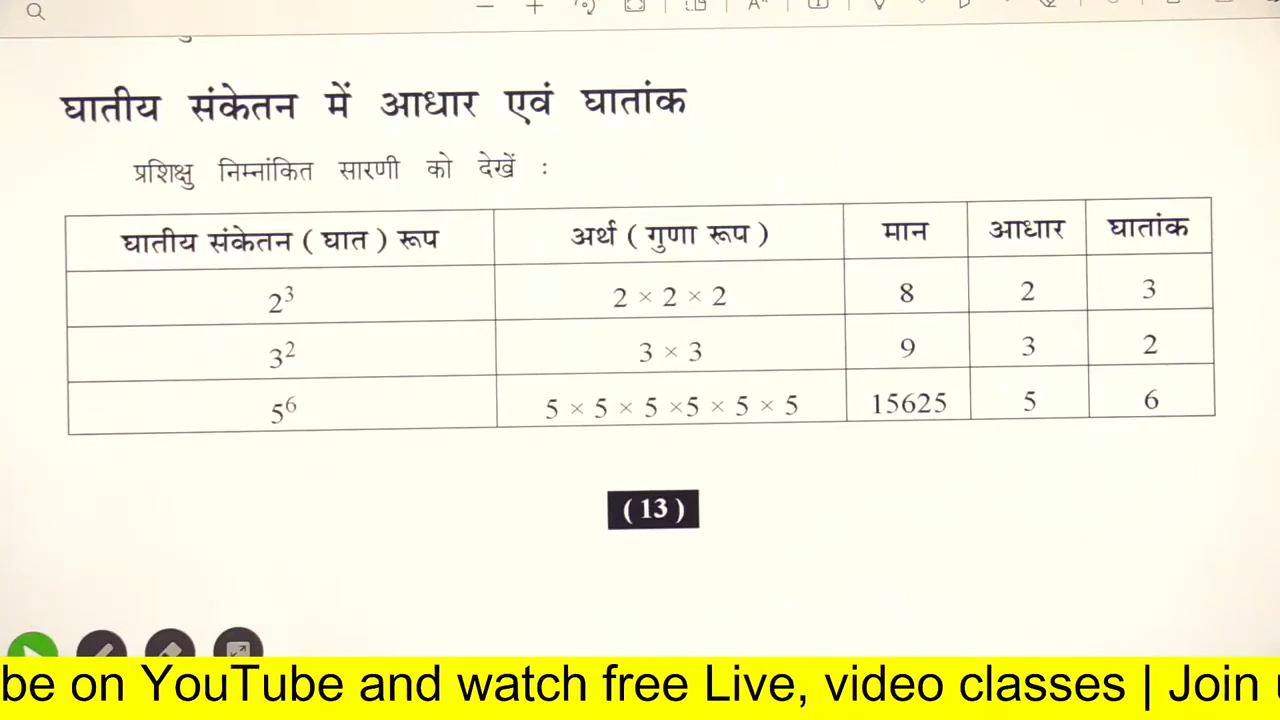 घातीय संकेतन में आधार एवं घातांक
प्रशिक्षु निम्नांकित सारणी को देखें :
घातीय संकेतन ( घात ) रूप अर्थ ( गुणा रूप ) मान आधार घातांक
2³ 2 × 2 × 2 8 2 3
3² 3 × 3 9 3 2
5⁶ 5 × 5 × 5 ×5 × 5 × 5 15625 5 6
( 13 )
be on YouTube and watch free Live, video classes | Join